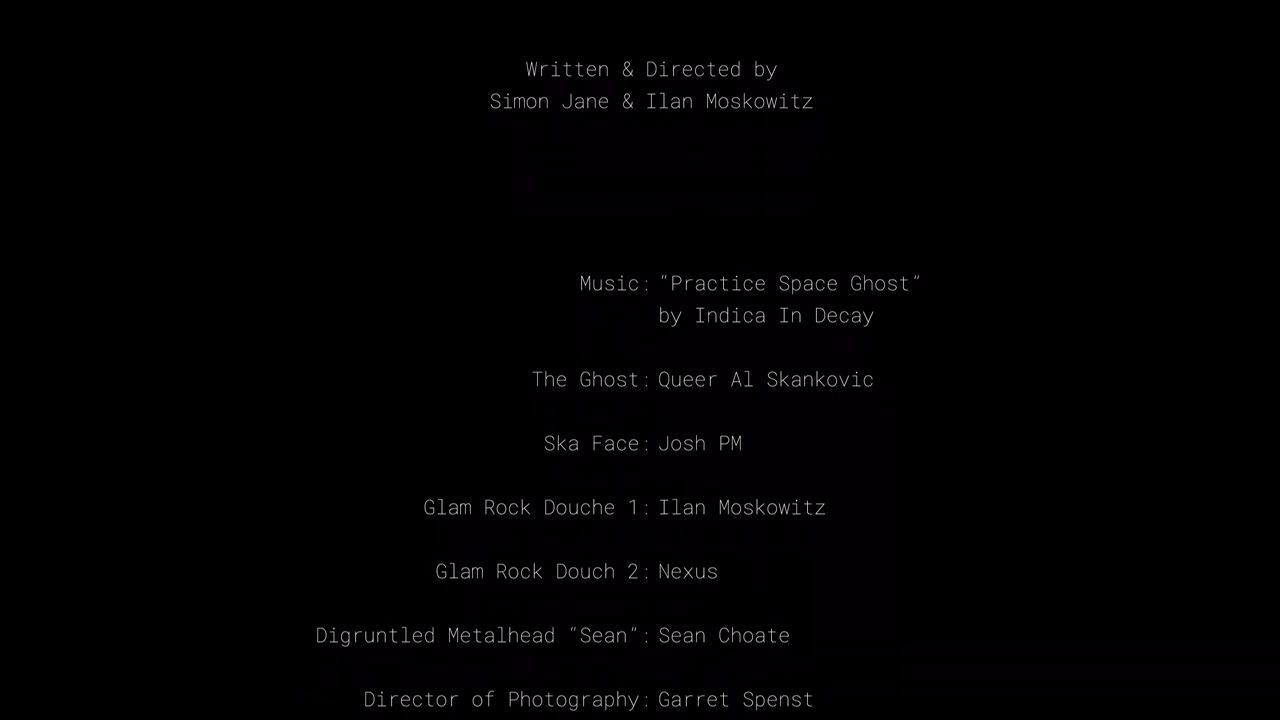 Written & Directed by
Simon Jane & Ilan Moskowitz
Music: “Practice Space Ghost”
by Indica In Decay
The Ghost: Queer Al Skankovic
Ska Face: Josh PM
Glam Rock Douche 1: Ilan Moskowitz
Glam Rock Douch 2: Nexus
Digruntled Metalhead “Sean”: Sean Choate
Director of Photography: Garret Spenst